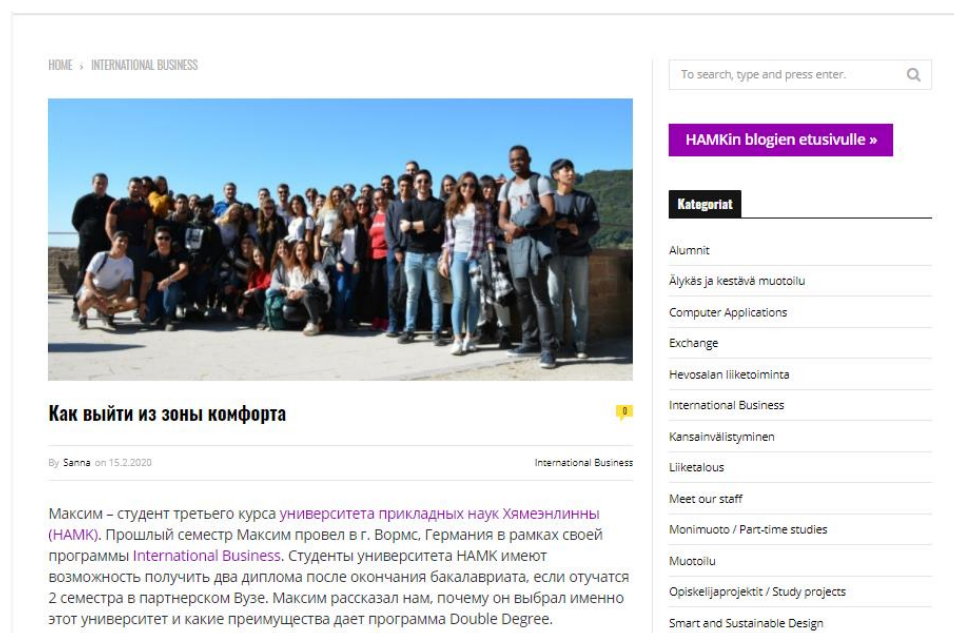 HOME › INTERNATIONAL BUSINESS
Как выйти из зоны комфорта
0
By Sanna on 15.2.2020
International Business
Максим – студент третьего курса университета прикладных наук Хямеэнлинны
(HAMK). Прошлый семестр Максим провел в г. Вормс, Германия в рамках своей
программы International Business. Студенты университета HAMK имеют
возможность получить два диплома после окончания бакалавриата, если отучатся
2 семестра в партнерском Вузе. Максим рассказал нам, почему он выбрал именно
этот университет и какие преимущества дает программа Double Degree.
To search, type and press enter.
HAMKin blogien etusivulle »
Kategoriat
Alumnit
Älykäs ja kestävä muotoilu
Computer Applications
Exchange
Hevosalan liiketoiminta
International Business
Kansainvälistyminen
Liiketalous
Meet our staff
Monimuoto / Part-time studies
Muotoilu
Opiskelijaprojektit / Study projects
Smart and Sustainable Design